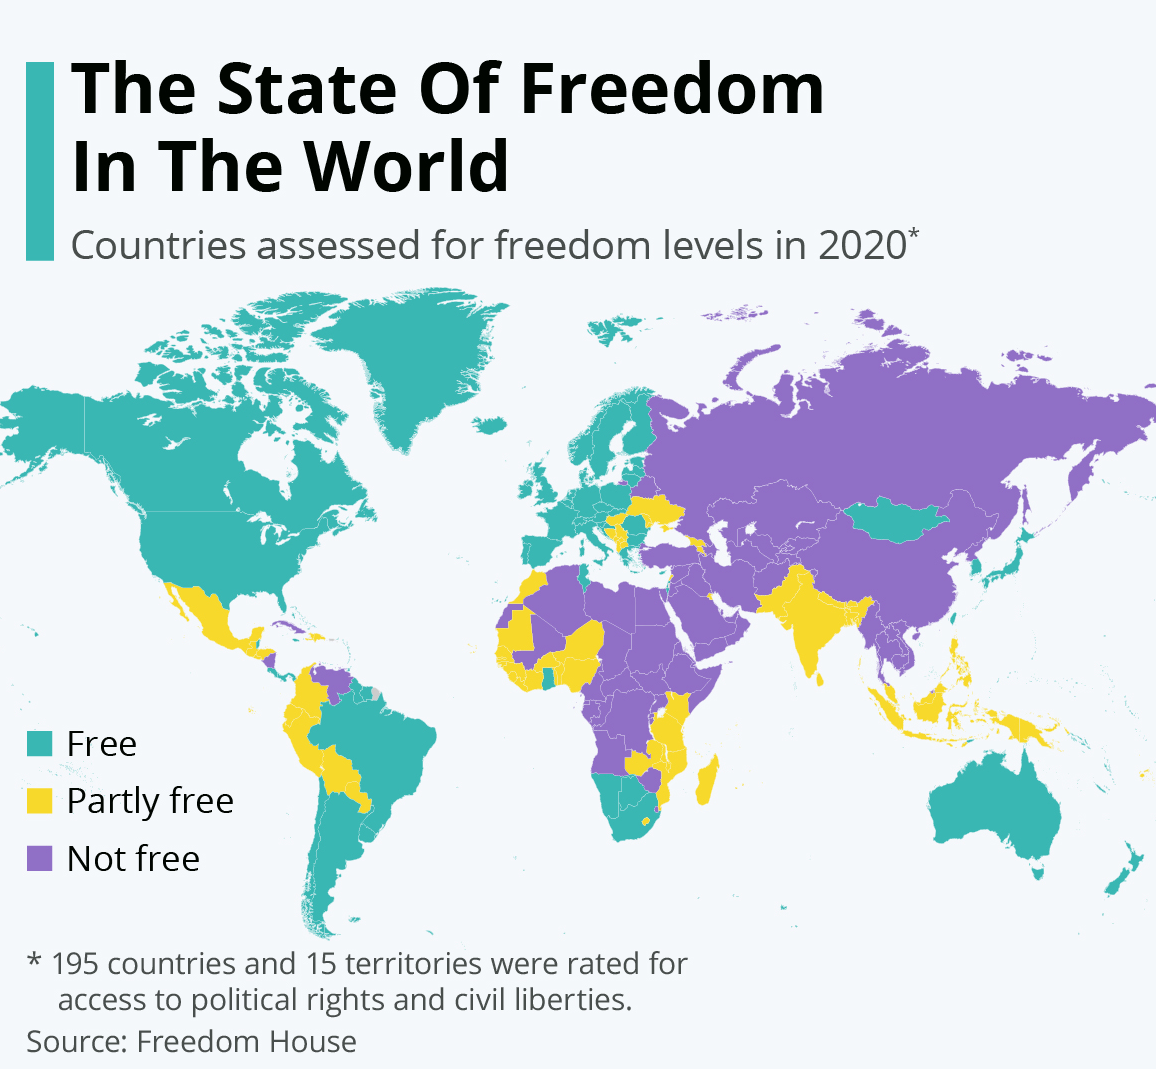 The State Of Freedom
In The World
Countries assessed for freedom levels in 2020*
Free
Partly free
Not free
* 195 countries and 15 territories were rated for
access to political rights and civil liberties.
Source: Freedom House